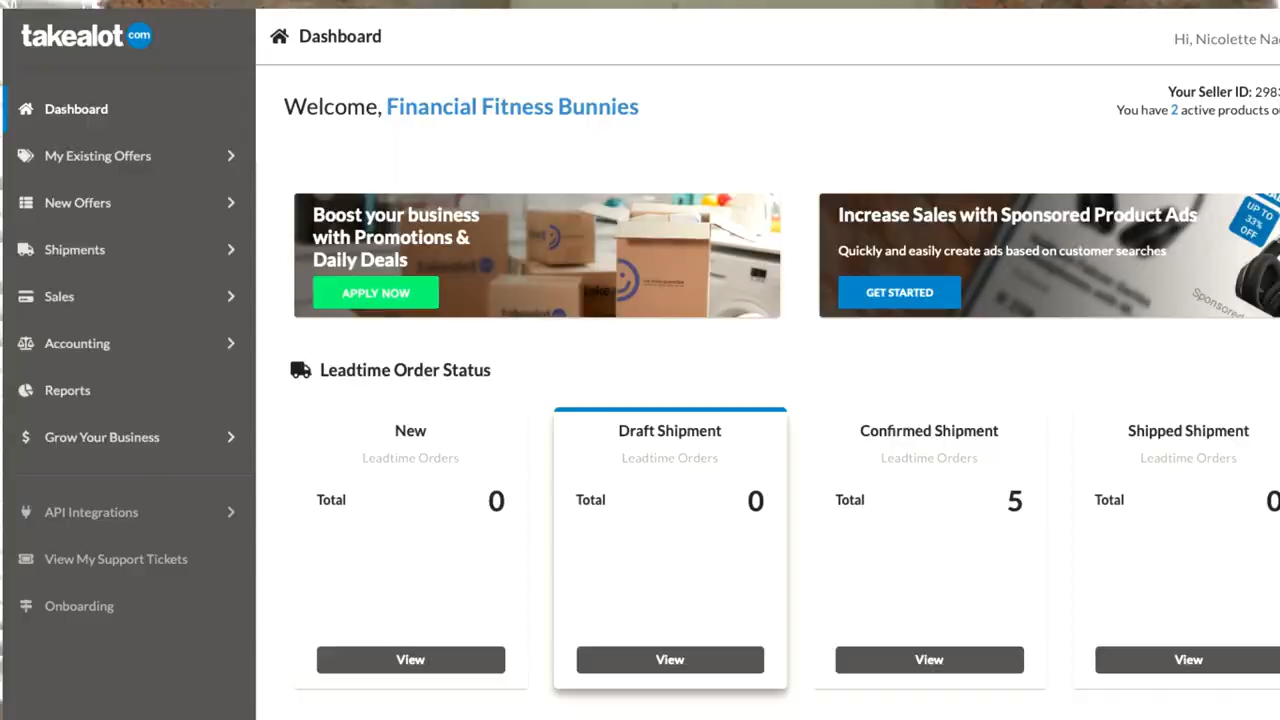 takealot com
Dashboard
Hi, Nicolette
Dashboard
My Existing Offers
New Offers
Shipments
Sales
Accounting
Reports
Grow Your Business
API Integrations
View My Support Tickets
Onboarding
Welcome, Financial Fitness Bunnies
Your Seller ID: 2983
You have 2 active products
Boost your business
with Promotions &
Daily Deals
APPLY NOW
Increase Sales with Sponsored Product Ads
Quickly and easily create ads based on customer searches
GET STARTED
UP TO
33%
OFF
Sponsored
Leadtime Order Status
New
Leadtime Orders
Total 0
View
Draft Shipment
Leadtime Orders
Total 0
View
Confirmed Shipment
Leadtime Orders
Total 5
View
Shipped Shipment
Leadtime Orders
Total 0
View